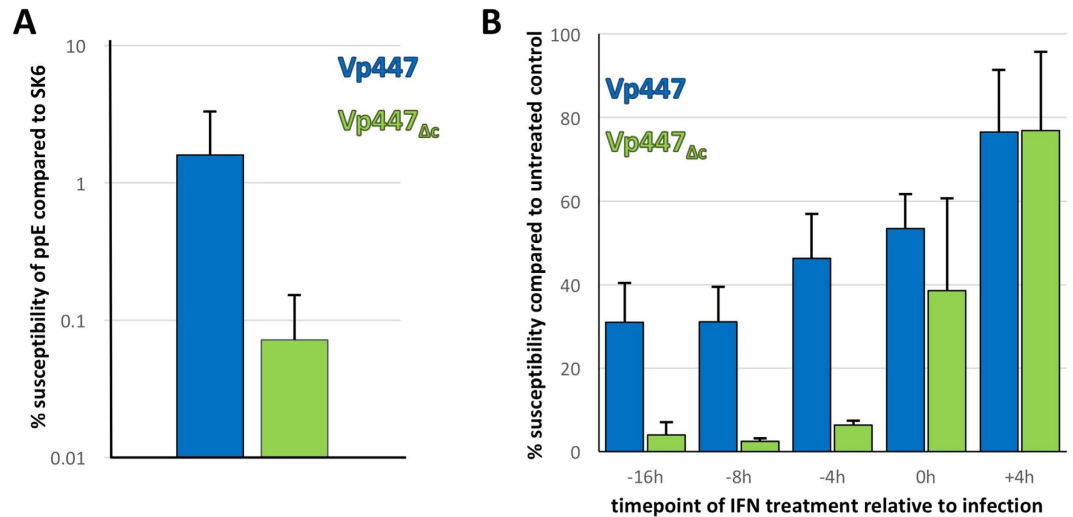 A
% susceptibility of ppE compared to SK6
10
1
0.1
0.01
Vp447
Vp447Δc
B
% susceptibility compared to untreated control
100
80
60
40
20
0
Vp447
Vp447Δc
-16h -8h -4h 0h +4h
timepoint of IFN treatment relative to infection